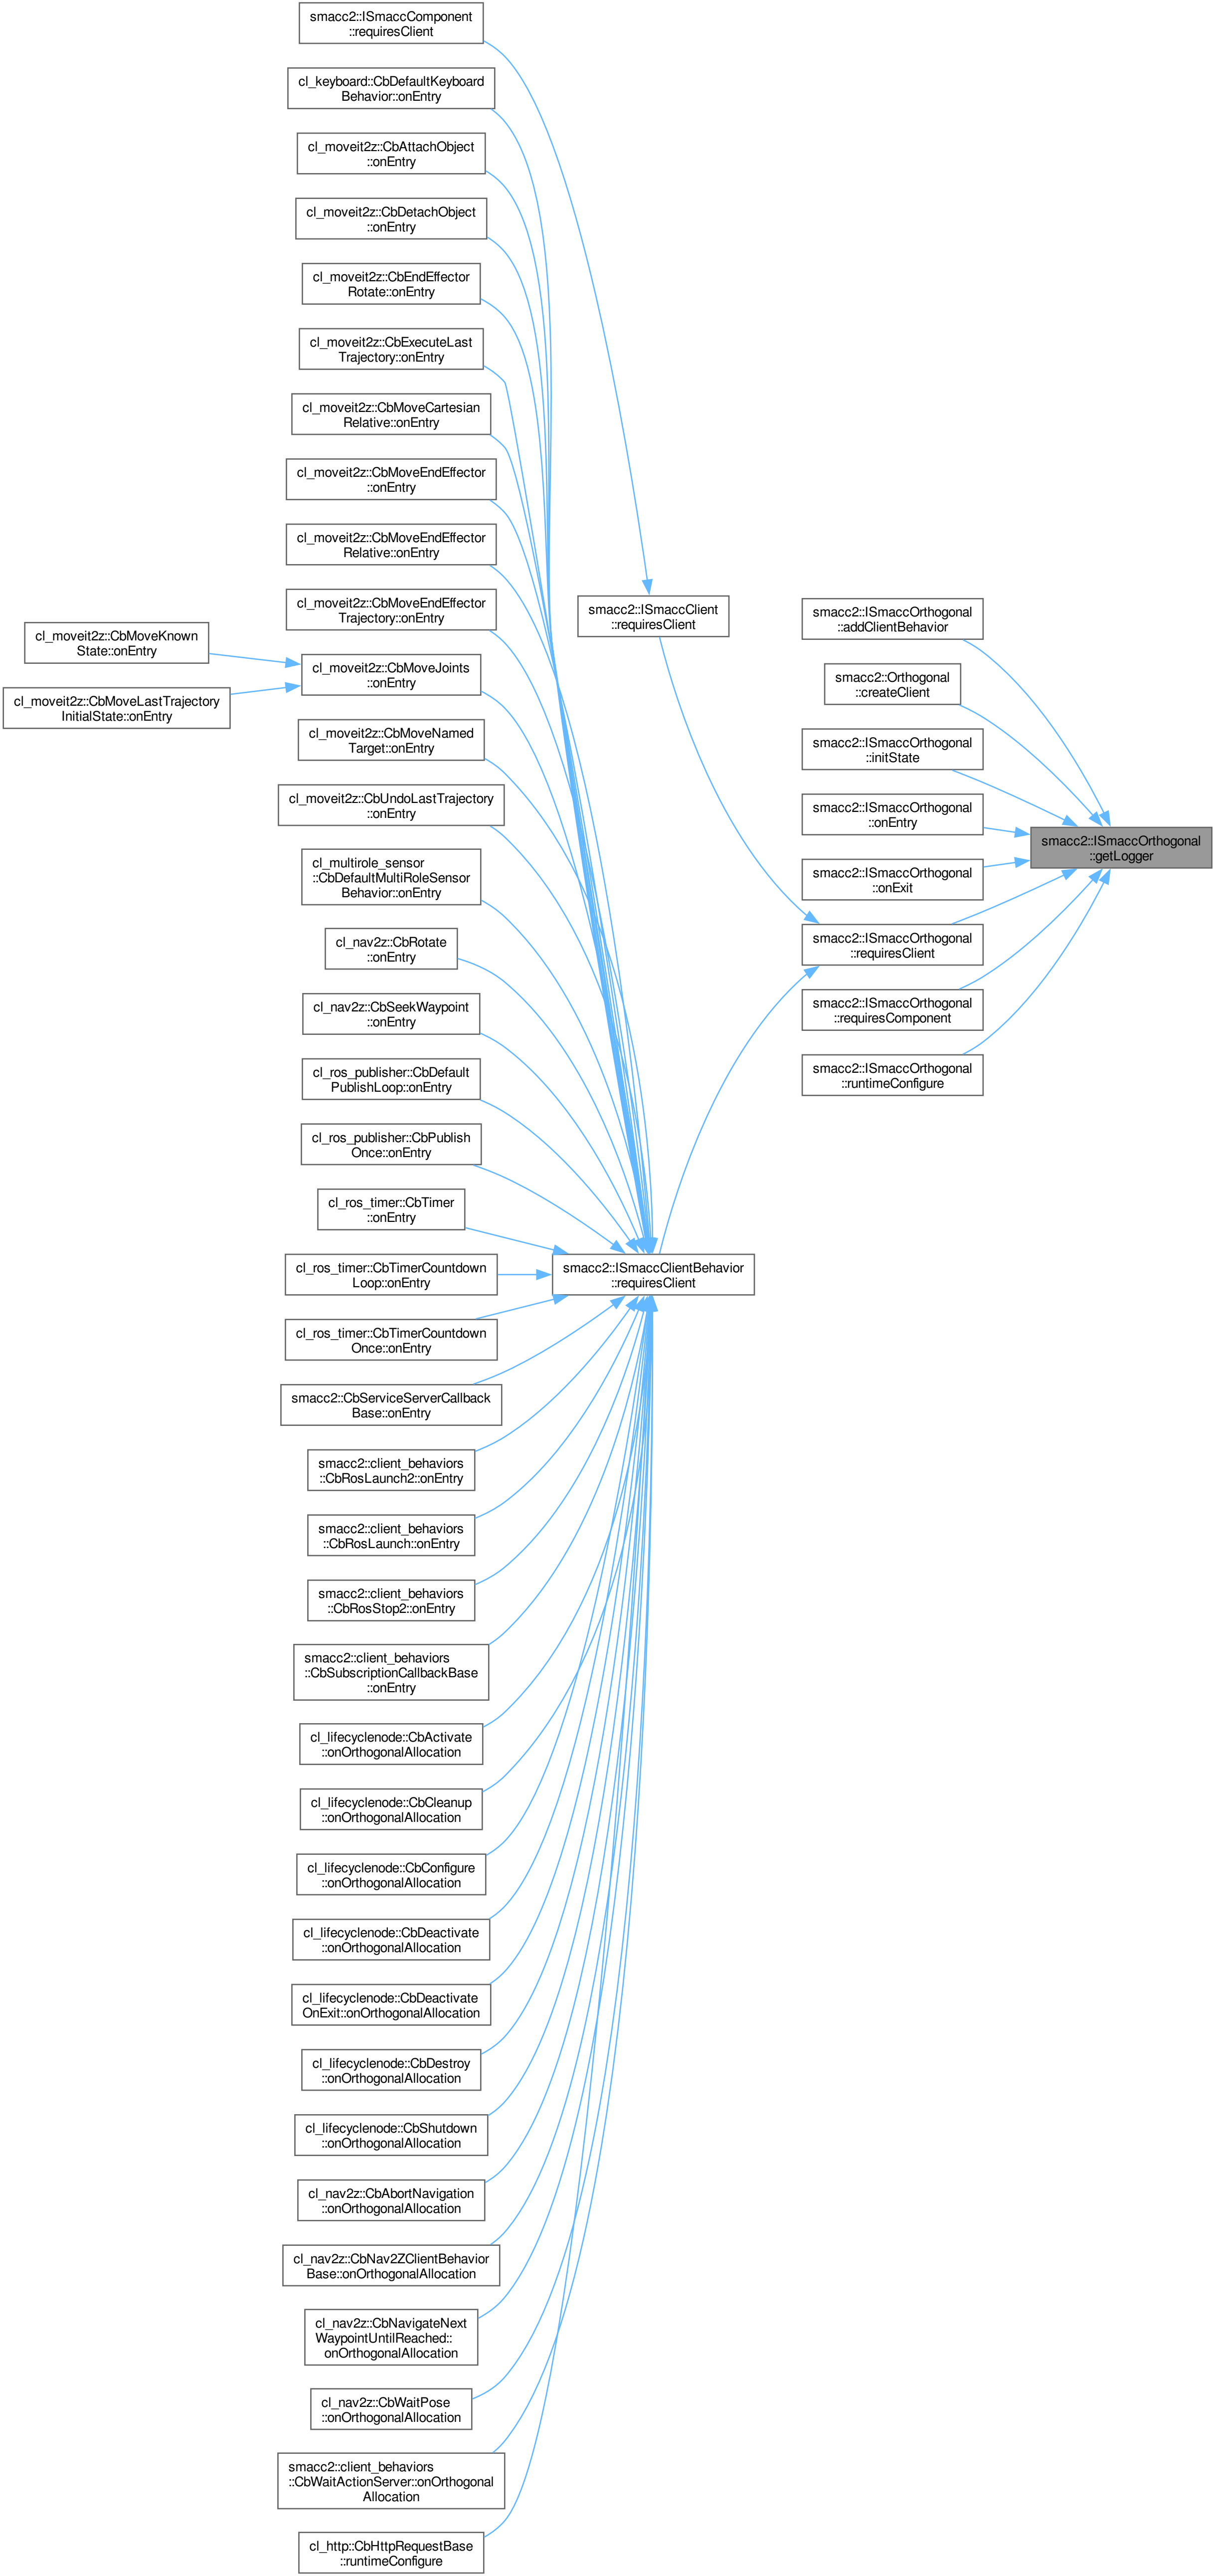 smacc2::ISmaccComponent
::requiresClient
cl_keyboard::CbDefaultKeyboard
Behavior::onEntry
cl_moveit2z::CbAttachObject
::onEntry
cl_moveit2z::CbDetachObject
::onEntry
cl_moveit2z::CbEndEffector
Rotate::onEntry
cl_moveit2z::CbExecuteLast
Trajectory::onEntry
cl_moveit2z::CbMoveCartesian
Relative::onEntry
cl_moveit2z::CbMoveEndEffector
::onEntry
cl_moveit2z::CbMoveEndEffector
Relative::onEntry
cl_moveit2z::CbMoveEndEffector
Trajectory::onEntry
cl_moveit2z::CbMoveKnown
State::onEntry
cl_moveit2z::CbMoveLastTrajectory
InitialState::onEntry
cl_moveit2z::CbMoveJoints
::onEntry
cl_moveit2z::CbMoveNamed
Target::onEntry
cl_moveit2z::CbUndoLastTrajectory
::onEntry
cl_multirole_sensor
::CbDefaultMultiRoleSensor
Behavior::onEntry
cl_nav2z::CbRotate
::onEntry
cl_nav2z::CbSeekWaypoint
::onEntry
cl_ros_publisher::CbDefault
PublishLoop::onEntry
cl_ros_publisher::CbPublish
Once::onEntry
cl_ros_timer::CbTimer
::onEntry
cl_ros_timer::CbTimerCountdown
Loop::onEntry
cl_ros_timer::CbTimerCountdown
Once::onEntry
smacc2::CbServiceServerCallback
Base::onEntry
smacc2::client_behaviors
::CbRosLaunch2::onEntry
smacc2::client_behaviors
::CbRosLaunch::onEntry
smacc2::client_behaviors
::CbRosStop2::onEntry
smacc2::client_behaviors
::CbSubscriptionCallbackBase
::onEntry
cl_lifecyclenode::CbActivate
::onOrthogonalAllocation
cl_lifecyclenode::CbCleanup
::onOrthogonalAllocation
cl_lifecyclenode::CbConfigure
::onOrthogonalAllocation
cl_lifecyclenode::CbDeactivate
::onOrthogonalAllocation
cl_lifecyclenode::CbDeactivate
OnExit::onOrthogonalAllocation
cl_lifecyclenode::CbDestroy
::onOrthogonalAllocation
cl_lifecyclenode::CbShutdown
::onOrthogonalAllocation
cl_nav2z::CbAbortNavigation
::onOrthogonalAllocation
cl_nav2z::CbNav2ZClientBehavior
Base::onOrthogonalAllocation
cl_nav2z::CbNavigateNext
WaypointUntilReached::
onOrthogonalAllocation
cl_nav2z::CbWaitPose
::onOrthogonalAllocation
smacc2::client_behaviors
::CbWaitActionServer::onOrthogonal
Allocation
cl_http::CbHttpRequestBase
::runtimeConfigure
smacc2::ISmaccClient
::requiresClient
smacc2::ISmaccClientBehavior
::requiresClient
smacc2::ISmaccOrthogonal
::addClientBehavior
smacc2::Orthogonal
::createClient
smacc2::ISmaccOrthogonal
::initState
smacc2::ISmaccOrthogonal
::onEntry
smacc2::ISmaccOrthogonal
::onExit
smacc2::ISmaccOrthogonal
::requiresClient
smacc2::ISmaccOrthogonal
::requiresComponent
smacc2::ISmaccOrthogonal
::runtimeConfigure
smacc2::ISmaccOrthogonal
::getLogger